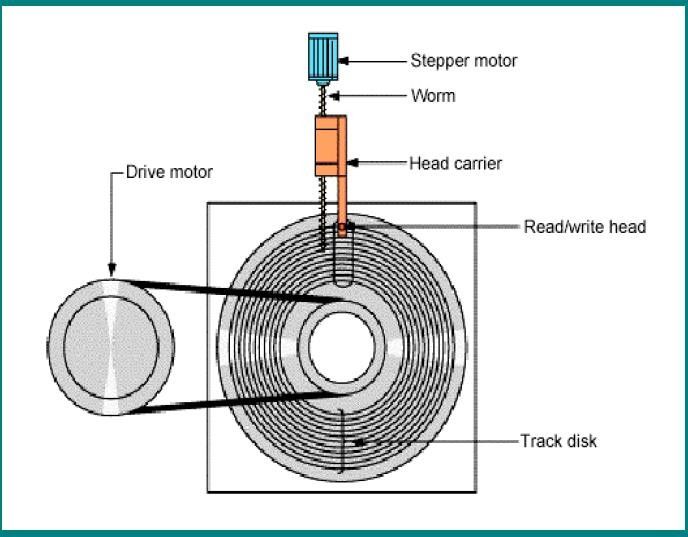 Stepper motor
Worm
Head carrier
Drive motor
Read/write head
Track disk